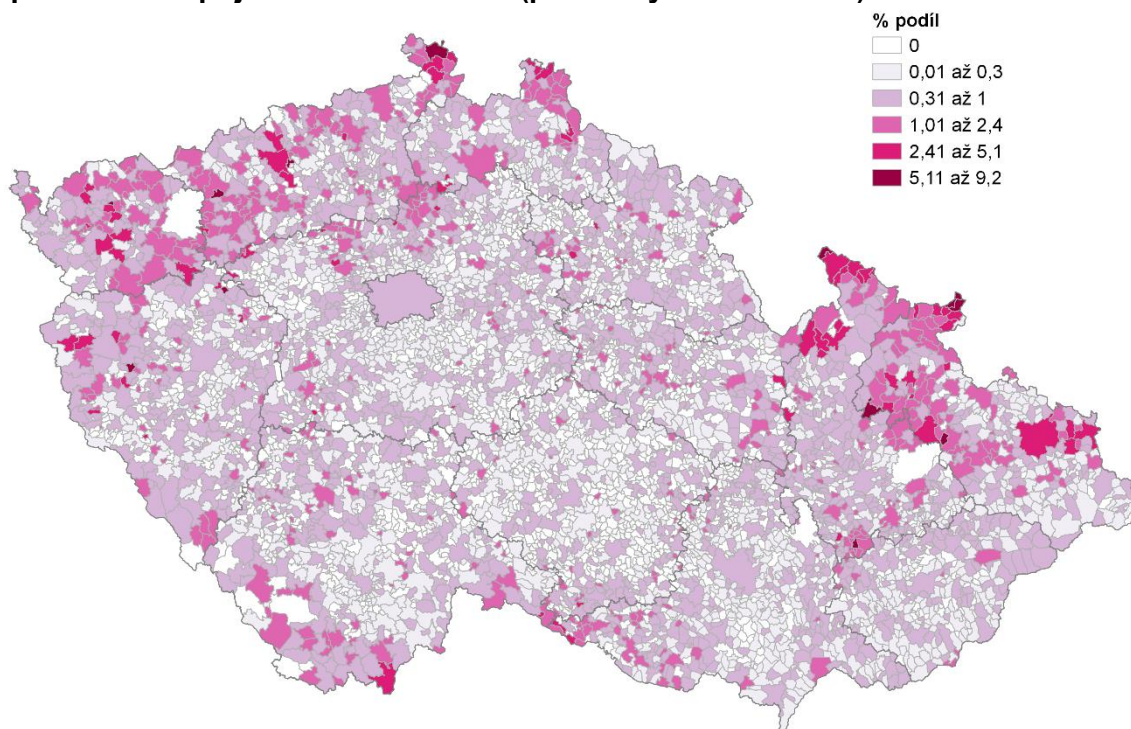 % podíl
0
0,01 až 0,3
0,31 až 1
1,01 až 2,4
2,41 až 5,1
5,11 až 9,2